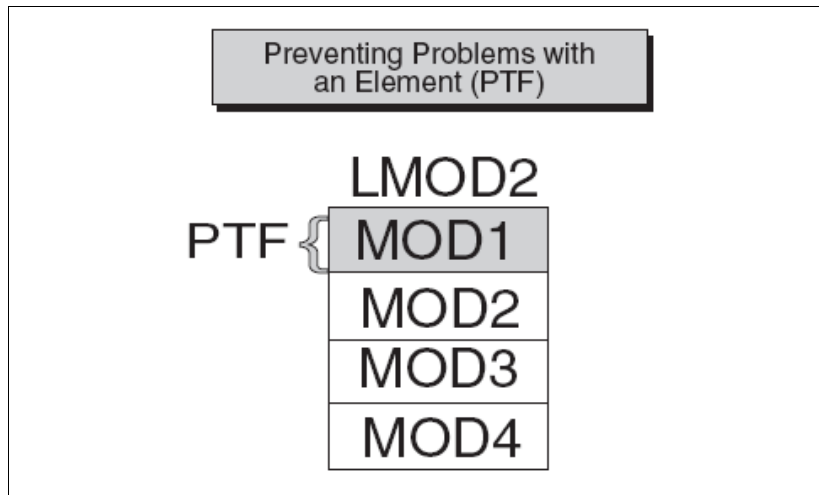 Preventing Problems with
an Element (PTF)
LMOD2
PTF { MOD1
MOD2
MOD3
MOD4